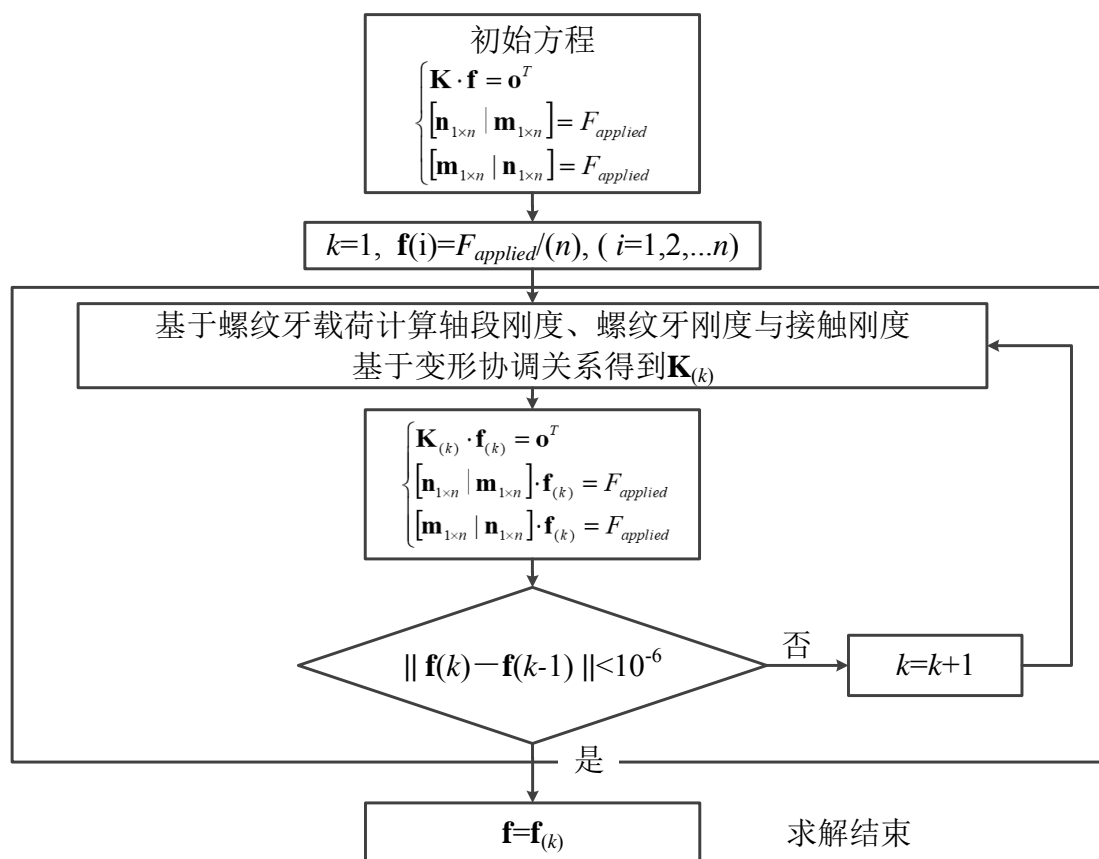 初始方程
K · f = o^T
[n_{1×n} | m_{1×n}] = F_{applied}
[m_{1×n} | n_{1×n}] = F_{applied}
k=1, f(i)=F_{applied}/(n), ( i=1,2,...n)
基于螺纹牙载荷计算轴段刚度、螺纹牙刚度与接触刚度
基于变形协调关系得到K_{(k)}
K_{(k)} · f_{(k)} = o^T
[n_{1×n} | m_{1×n}]·f_{(k)} = F_{applied}
[m_{1×n} | n_{1×n}]·f_{(k)} = F_{applied}
|| f(k)－f(k-1) ||<10^{-6}
否
k=k+1
是
f=f_{(k)}
求解结束